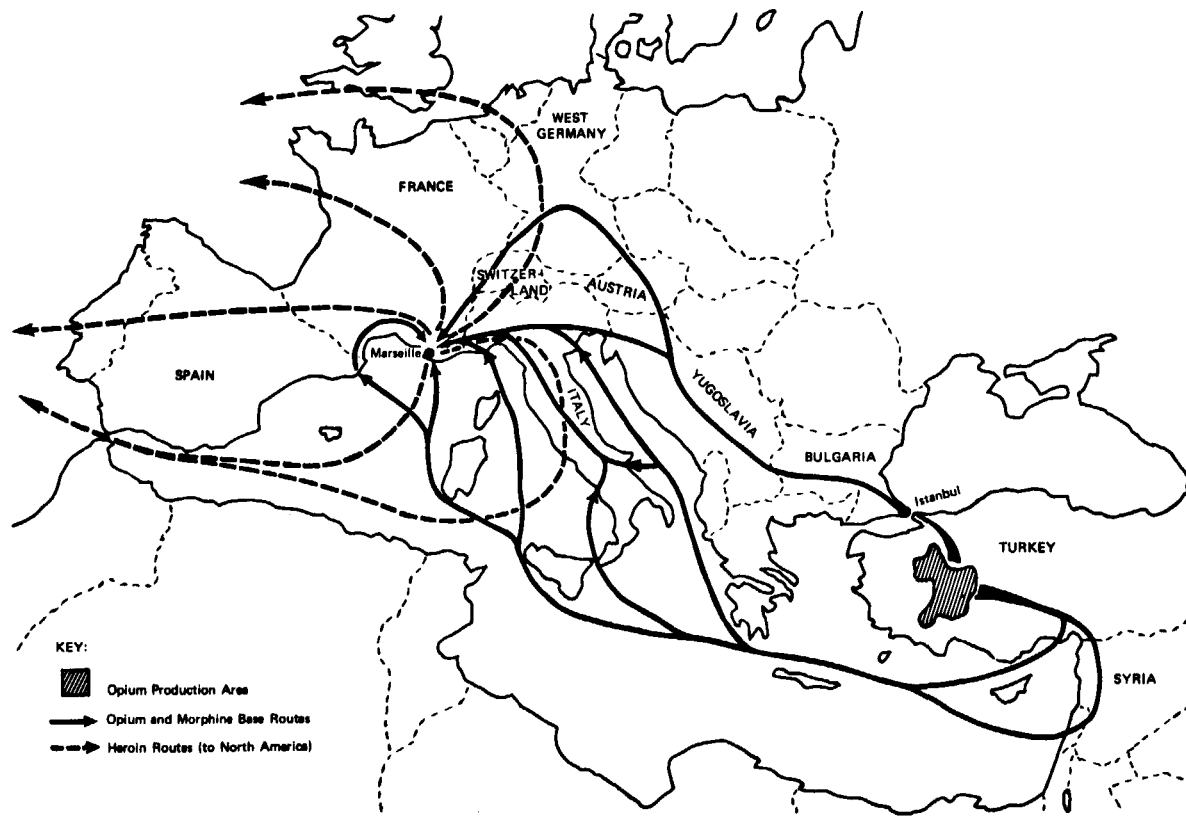 WEST
GERMANY
FRANCE
SWITZER-
LAND
AUSTRIA
Marseille
SPAIN
ITALY
YUGOSLAVIA
BULGARIA
Istanbul
TURKEY
SYRIA
KEY:
Opium Production Area
Opium and Morphine Base Routes
Heroin Routes (to North America)